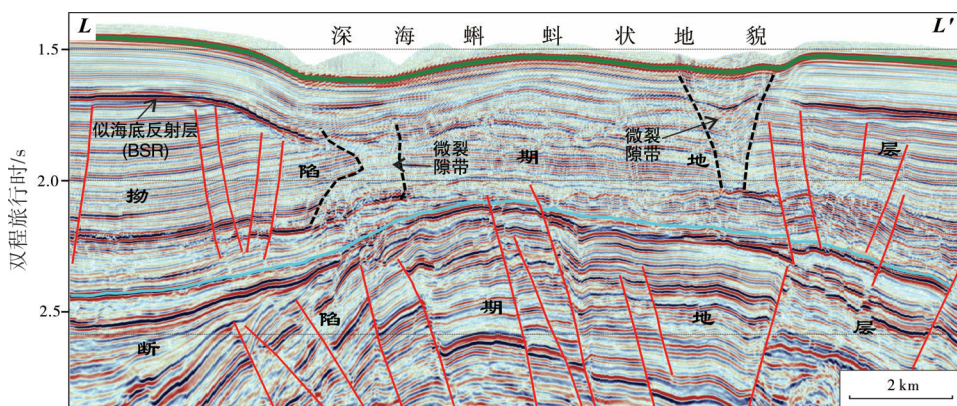 L L'
深海蝌蚪状地貌
1.5
似海底反射层
(BSR)
微裂
隙带
微裂
隙带
拗陷期地层
2.0
双程旅行时/s
2.5
断陷期地层
2 km